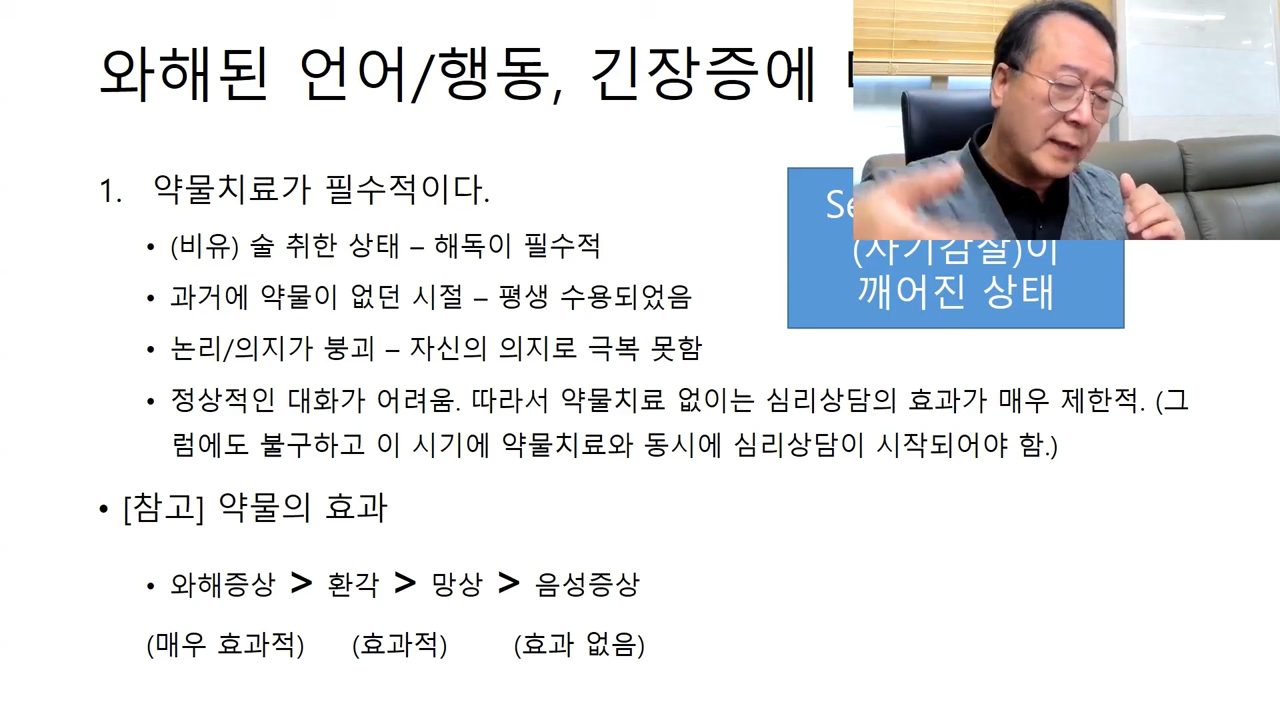 와해된 언어/행동, 긴장증에
1. 약물치료가 필수적이다.
• (비유) 술 취한 상태 – 해독이 필수적
• 과거에 약물이 없던 시절 – 평생 수용되었음
• 논리/의지가 붕괴 – 자신의 의지로 극복 못함
• 정상적인 대화가 어려움. 따라서 약물치료 없이는 심리상담의 효과가 매우 제한적. (그
럼에도 불구하고 이 시기에 약물치료와 동시에 심리상담이 시작되어야 함.)
(자기감찰)이
깨어진 상태
• [참고] 약물의 효과
• 와해증상 > 환각 > 망상 > 음성증상
(매우 효과적) (효과적) (효과 없음)